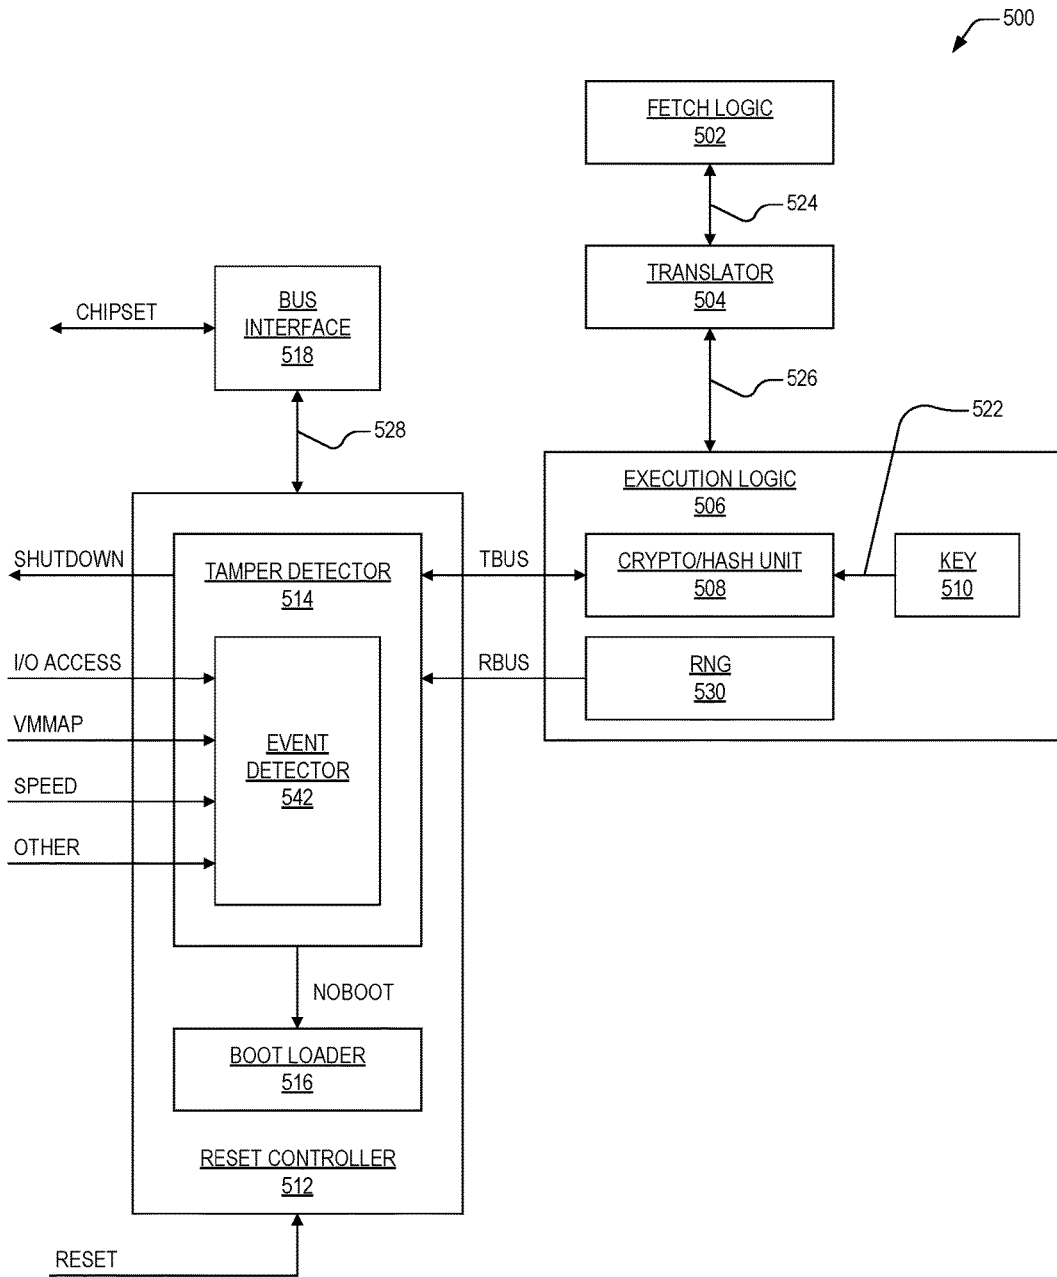 500
FETCH LOGIC
502
524
TRANSLATOR
504
BUS
INTERFACE
518
CHIPSET
526
522
528
EXECUTION LOGIC
506
SHUTDOWN
TAMPER DETECTOR
514
TBUS
CRYPTO/HASH UNIT
508
KEY
510
I/O ACCESS
RBUS
RNG
530
VMMAP
EVENT
DETECTOR
542
SPEED
OTHER
NOBOOT
BOOT LOADER
516
RESET CONTROLLER
512
RESET